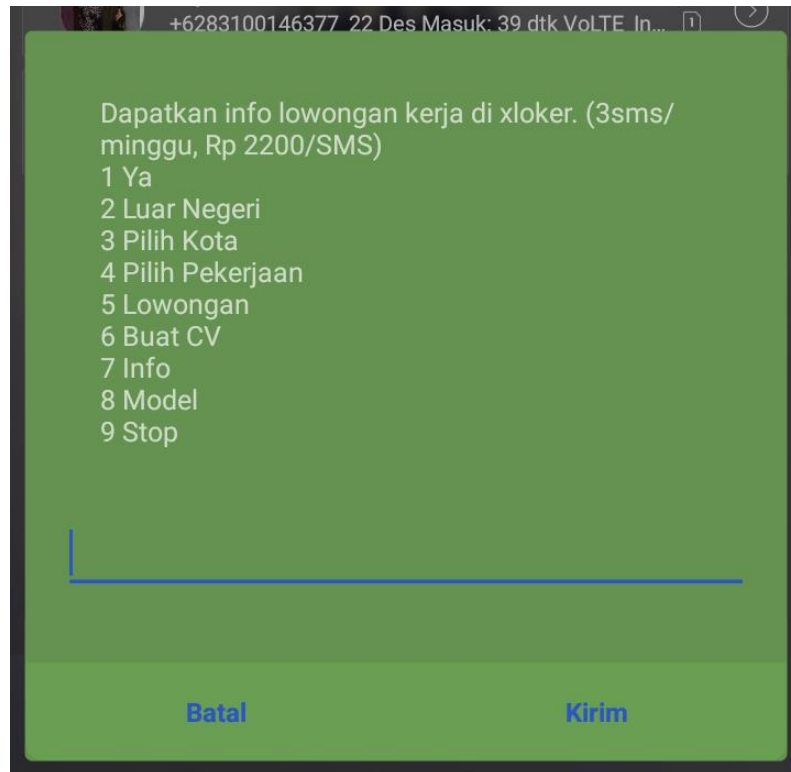 +6283100146377 22 Des Masuk: 39 dtk VoLTE In... 1
Dapatkan info lowongan kerja di xloker. (3sms/
minggu, Rp 2200/SMS)
1 Ya
2 Luar Negeri
3 Pilih Kota
4 Pilih Pekerjaan
5 Lowongan
6 Buat CV
7 Info
8 Model
9 Stop
Batal Kirim